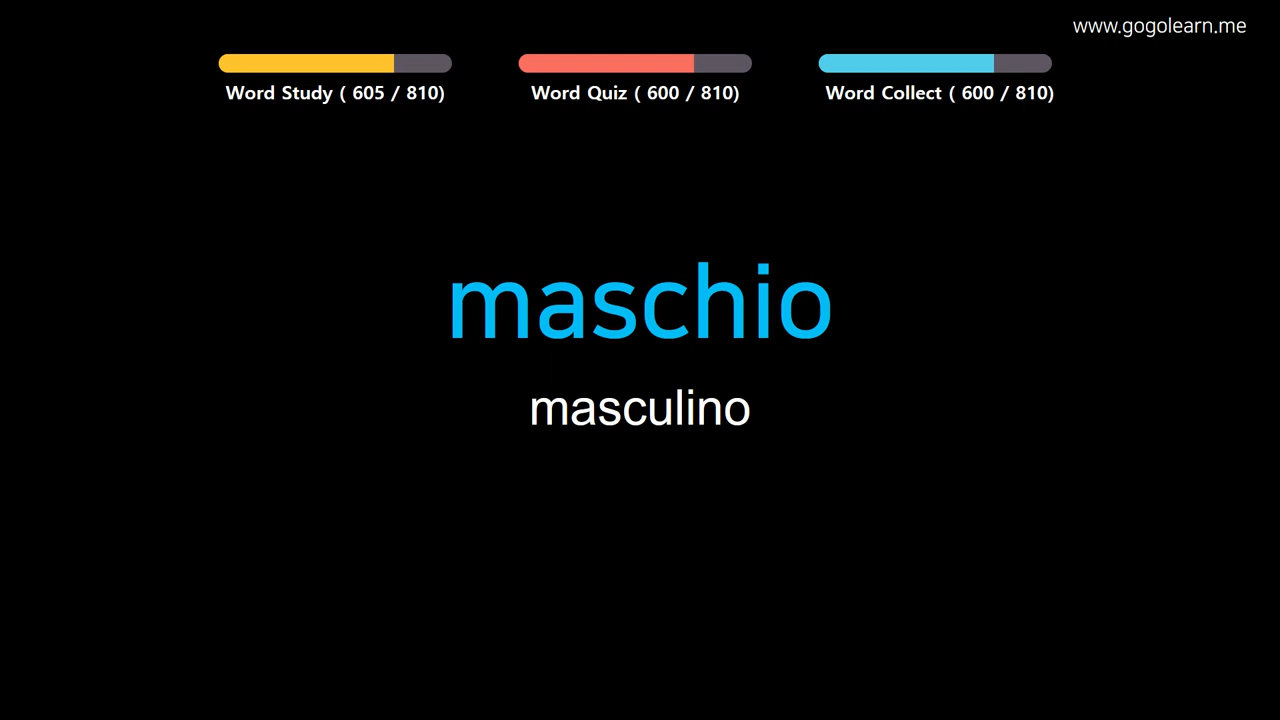 www.gogolearn.me
Word Study ( 605 / 810)
Word Quiz ( 600 / 810)
Word Collect ( 600 / 810)
maschio
masculino